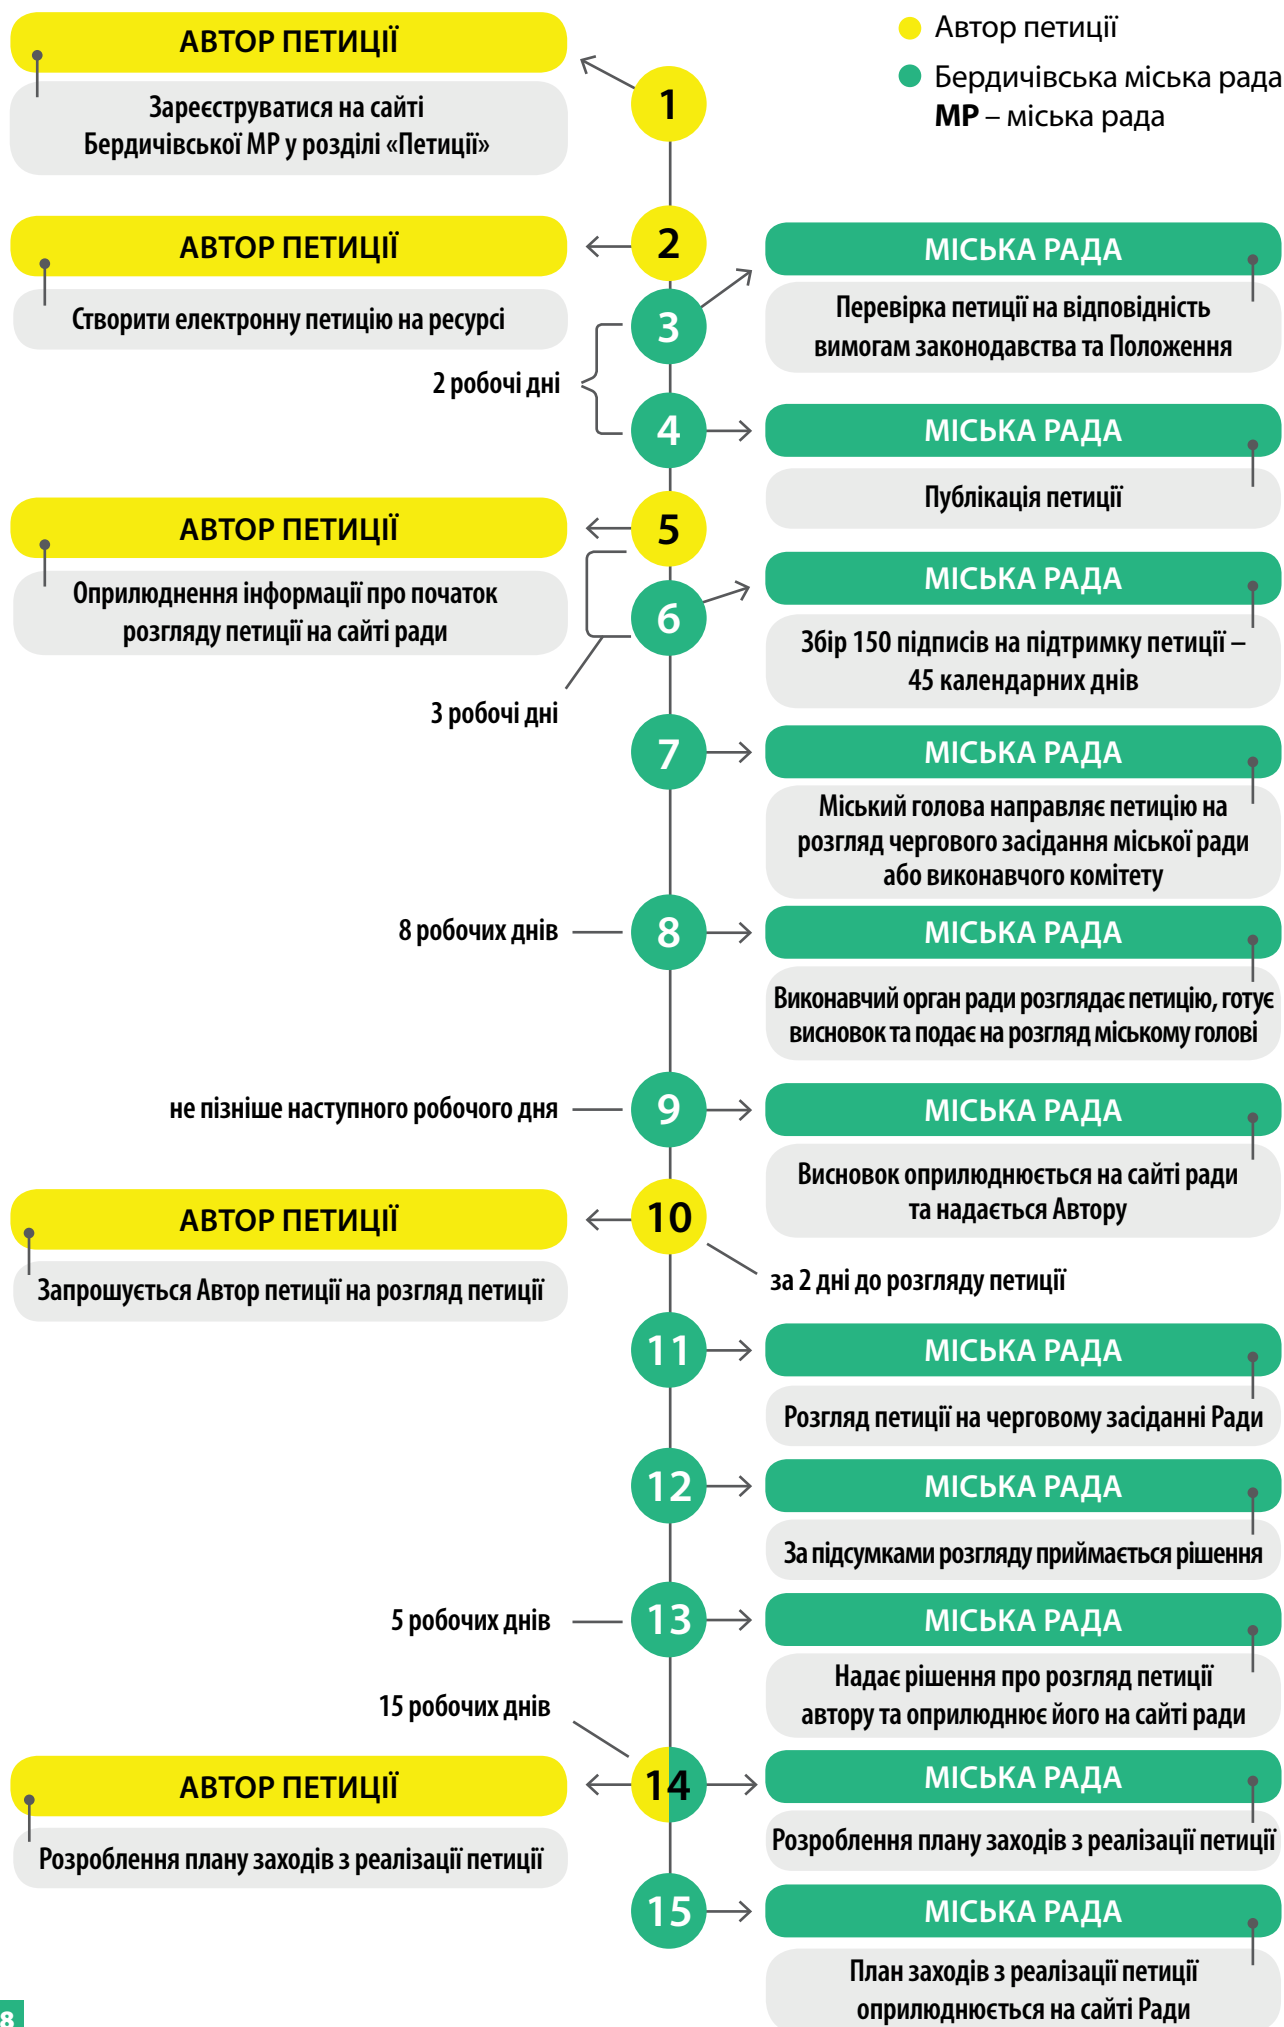 Автор петиції
Бердичівська міська рада
МР – міська рада
1
АВТОР ПЕТИЦІЇ
Зареєструватися на сайті
Бердичівської МР у розділі «Петиції»
2
АВТОР ПЕТИЦІЇ
Створити електронну петицію на ресурсі
3
МІСЬКА РАДА
Перевірка петиції на відповідність
вимогам законодавства та Положення
2 робочі дні
4
МІСЬКА РАДА
Публікація петиції
5
АВТОР ПЕТИЦІЇ
Оприлюднення інформації про початок
розгляду петиції на сайті ради
6
МІСЬКА РАДА
Збір 150 підписів на підтримку петиції –
45 календарних днів
3 робочі дні
7
МІСЬКА РАДА
Міський голова направляє петицію на
розгляд чергового засідання міської ради
або виконавчого комітету
8 робочих днів
8
МІСЬКА РАДА
Виконавчий орган ради розглядає петицію, готує
висновок та подає на розгляд міському голові
не пізніше наступного робочого дня
9
МІСЬКА РАДА
Висновок оприлюднюється на сайті ради
та надається Автору
10
АВТОР ПЕТИЦІЇ
Запрошується Автор петиції на розгляд петиції
за 2 дні до розгляду петиції
11
МІСЬКА РАДА
Розгляд петиції на черговому засіданні Ради
12
МІСЬКА РАДА
За підсумками розгляду приймається рішення
5 робочих днів
13
МІСЬКА РАДА
Надає рішення про розгляд петиції
автору та оприлюднює його на сайті ради
15 робочих днів
14
АВТОР ПЕТИЦІЇ
Розроблення плану заходів з реалізації петиції
МІСЬКА РАДА
Розроблення плану заходів з реалізації петиції
15
МІСЬКА РАДА
План заходів з реалізації петиції
оприлюднюється на сайті Ради
8